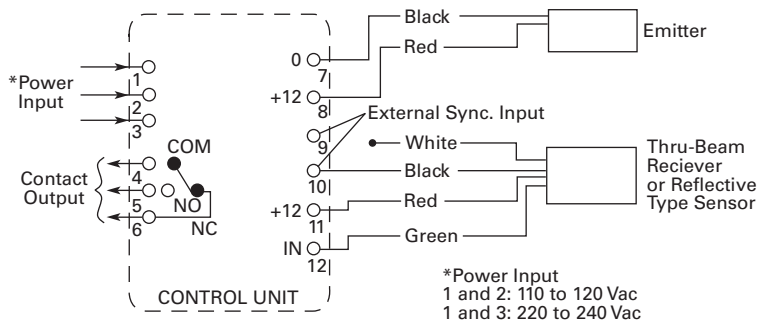 *Power
Input
1
2
3
Contact
Output
4
5
6
COM
NO
NC
CONTROL UNIT
0
7
+12
8
9
10
+12
11
IN
12
Black
Red
Emitter
External Sync. Input
White
Black
Red
Green
Thru-Beam
Reciever
or Reflective
Type Sensor
*Power Input
1 and 2: 110 to 120 Vac
1 and 3: 220 to 240 Vac